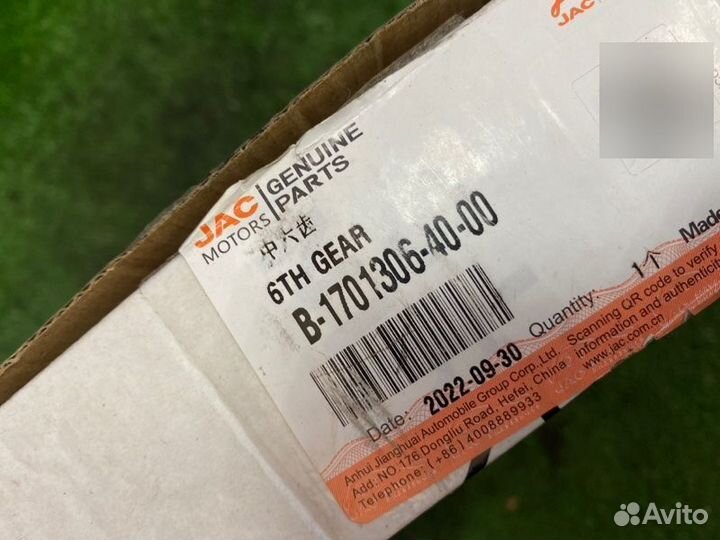 JAC
JAC
MOTORS
GENUINE
PARTS
中六齿
6TH GEAR
B-1701306-40-00
Date:
2022-09-30
Quantity:
1个
Made
Anhui Jianghuai Automobile Group Corp., Ltd.
Add: NO.176 Dongliu Road, Hefei, China
Telephone: (+86) 4008889933
Scanning QR code to verify
information and authenticity
www.jac.com.cn
JAC
Avito